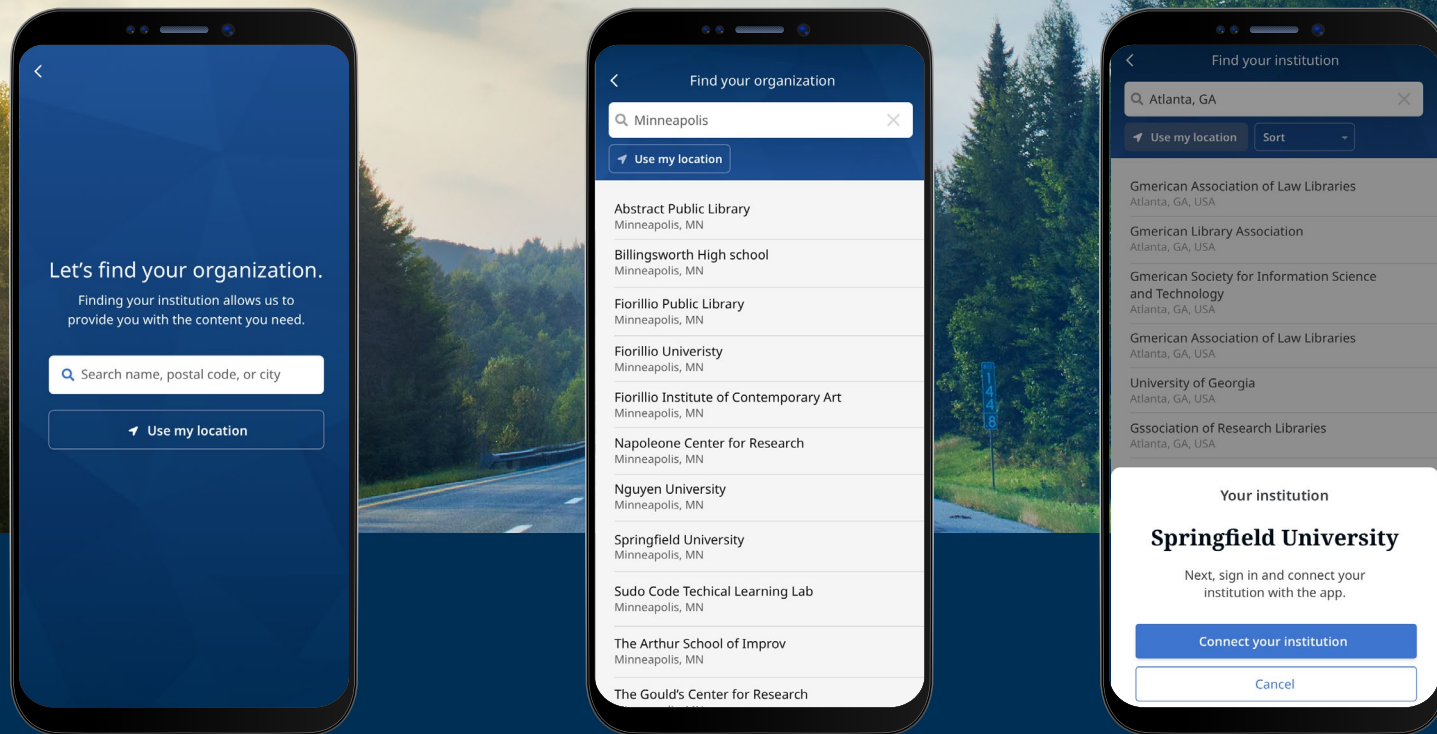 Let's find your organization.
Finding your institution allows us to
provide you with the content you need.
Search name, postal code, or city
Use my location
Find your organization
Minneapolis
Use my location
Abstract Public Library
Minneapolis, MN
Billingsworth High school
Minneapolis, MN
Fiorillio Public Library
Minneapolis, MN
Fiorillio Univeristy
Minneapolis, MN
Fiorillio Institute of Contemporary Art
Minneapolis, MN
Napoleone Center for Research
Minneapolis, MN
Nguyen University
Minneapolis, MN
Springfield University
Minneapolis, MN
Sudo Code Techical Learning Lab
Minneapolis, MN
The Arthur School of Improv
Minneapolis, MN
The Gould's Center for Research
1448
Find your institution
Atlanta, GA
Use my location Sort
Gmerican Association of Law Libraries
Atlanta, GA, USA
Gmerican Library Association
Atlanta, GA, USA
Gmerican Society for Information Science
and Technology
Atlanta, GA, USA
Gmerican Association of Law Libraries
Atlanta, GA, USA
University of Georgia
Atlanta, GA, USA
Gssociation of Research Libraries
Atlanta, GA, USA
Your institution
Springfield University
Next, sign in and connect your
institution with the app.
Connect your institution
Cancel